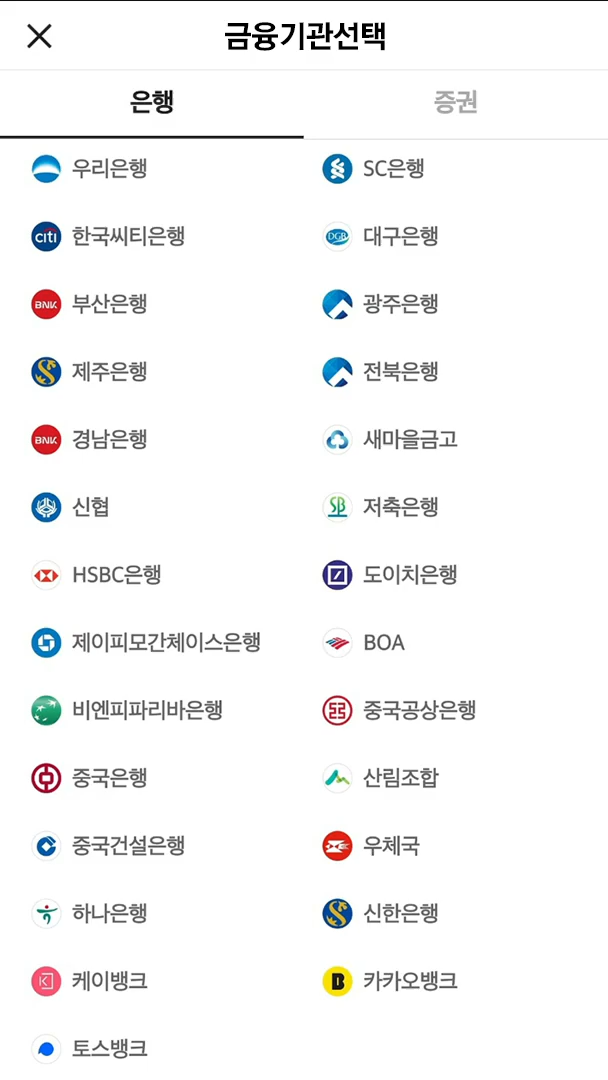 금융기관선택
은행 증권
우리은행 SC은행
citi 한국씨티은행 DGB 대구은행
BNK 부산은행 광주은행
제주은행 전북은행
BNK 경남은행 새마을금고
신협 SB 저축은행
HSBC은행 도이치은행
제이피모간체이스은행 BOA
비엔피파리바은행 중국공상은행
중국은행 산림조합
중국건설은행 우체국
하나은행 신한은행
K 케이뱅크 B 카카오뱅크
토스뱅크